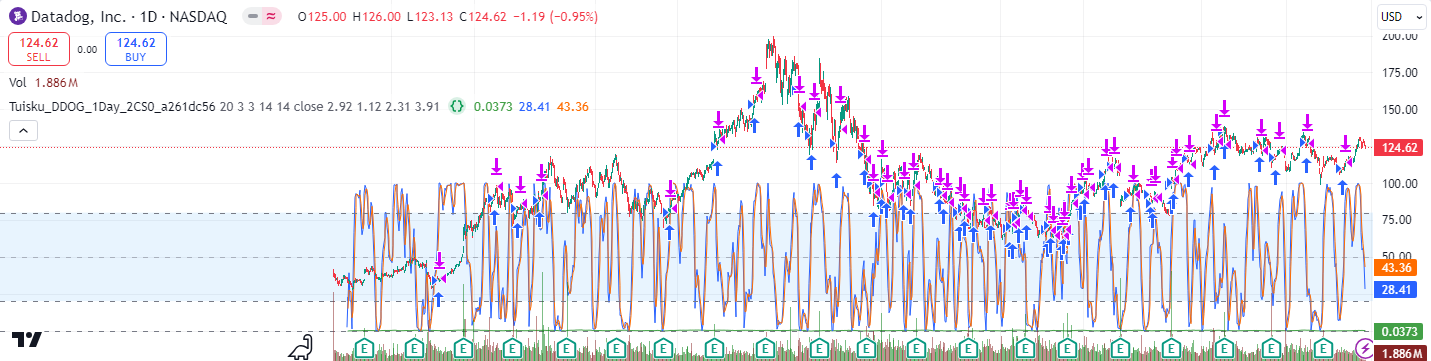 Datadog, Inc. · 1D · NASDAQ O125.00 H126.00 L123.13 C124.62 −1.19 (−0.95%)
USD
124.62
SELL
0.00
124.62
BUY
Vol 1.886M
Tuisku_DDOG_1Day_2CS0_a261dc56 20 3 3 14 14 close 2.92 1.12 2.31 3.91 {} 0.0373 28.41 43.36
200.00
175.00
150.00
124.62
100.00
75.00
50.00
43.36
28.41
0.0373
1.886M
E E E E E E E E E E E E E E E E E E E E